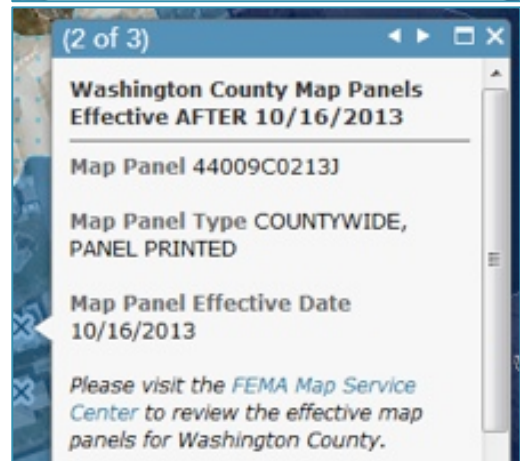 (2 of 3)
Washington County Map Panels
Effective AFTER 10/16/2013
Map Panel 44009C0213J
Map Panel Type COUNTYWIDE,
PANEL PRINTED
Map Panel Effective Date
10/16/2013
Please visit the FEMA Map Service
Center to review the effective map
panels for Washington County.